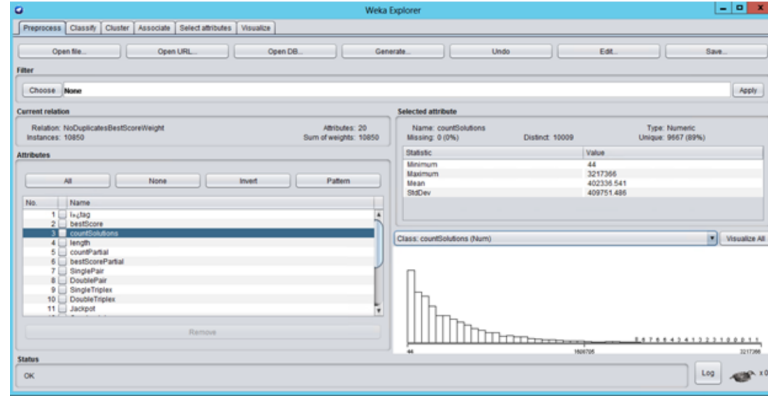 Weka Explorer
Preprocess Classify Cluster Associate Select attributes Visualize
Open file... Open URL... Open DB... Generate... Undo Edit... Save...
Filter
Choose None Apply
Current relation
Relation: NoDuplicatesBestScoreWeight Attributes: 20
Instances: 10850 Sum of weights: 10850
Attributes
All None Invert Pattern
No. Name
1
2 bestScore
3 countSolutions
4 length
5 countPartial
6 bestScorePartial
7 SinglePair
8 DoublePair
9 SingleTriplex
10 DoubleTriplex
11 Jackpot
Remove
Selected attribute
Name: countSolutions Type: Numeric
Missing: 0 (0%) Distinct: 10009 Unique: 9667 (89%)
Statistic Value
Minimum 44
Maximum 3217366
Mean 402336.541
StdDev 409751.486
Class: countSolutions (Num) Visualize All
44 1608705 3217366
Status
OK Log x 0